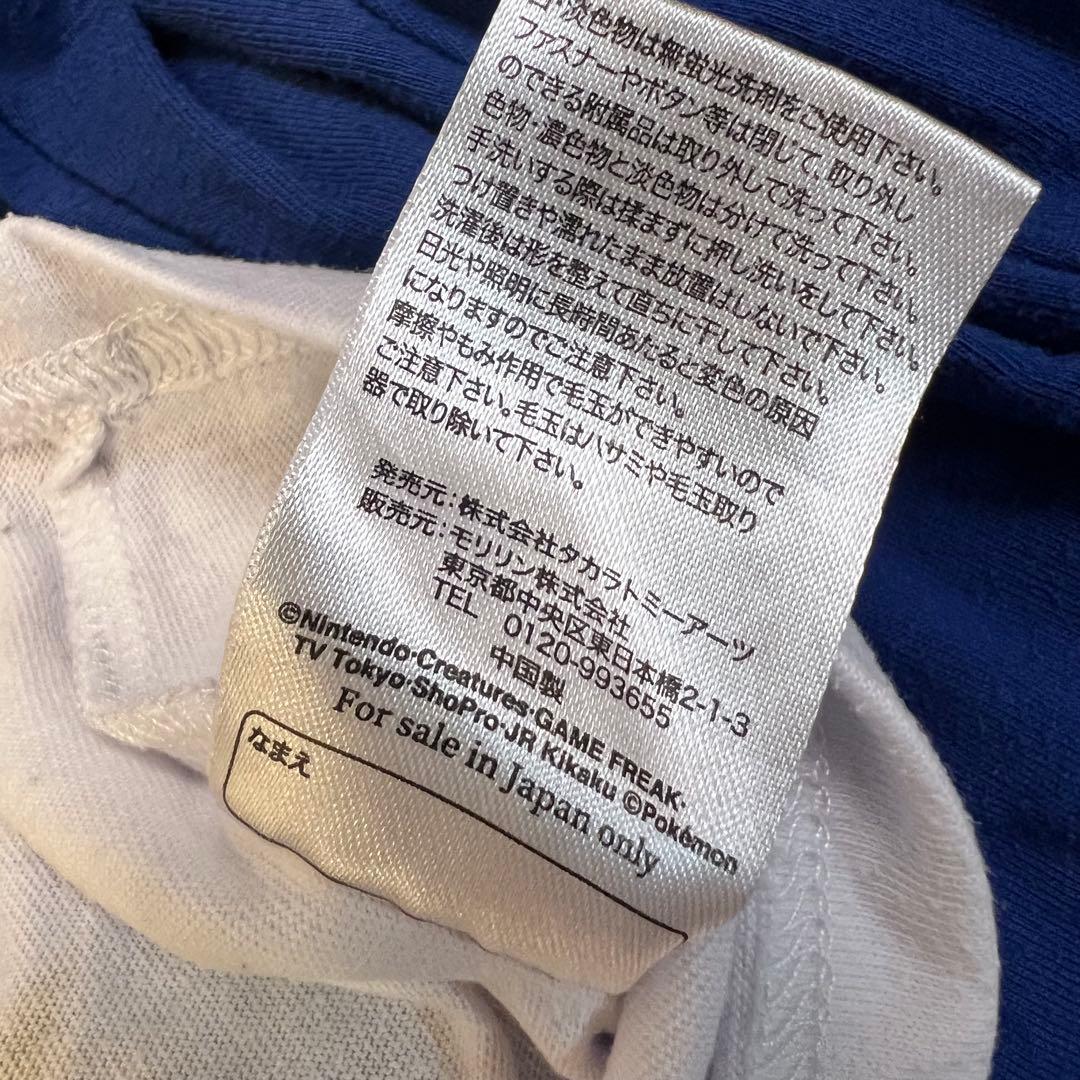 淡色物は無蛍光洗剤をご使用下さい。
ファスナーやボタン等は閉じて、取り外し
のできる附属品は取り外して洗って下さい。
色物・濃色物と淡色物は分けて洗って下さい。
手洗いする際は揉まずに押し洗いをして下さい。
つけ置きや濡れたまま放置はしないで下さい。
洗濯後は形を整えて直ちに干して下さい。
日光や照明に長時間あたると変色の原因
になりますのでご注意下さい。
摩擦やもみ作用で毛玉ができやすいので
ご注意下さい。毛玉はハサミや毛玉取り
器で取り除いて下さい。
発売元:株式会社タカラトミーアーツ
販売元:モリリン株式会社
東京都中央区東日本橋2-1-3
TEL 0120-993655
中国製
©Nintendo・Creatures・GAME FREAK・
TV Tokyo・ShoPro・JR Kikaku ©Pokémon
For sale in Japan only
なまえ